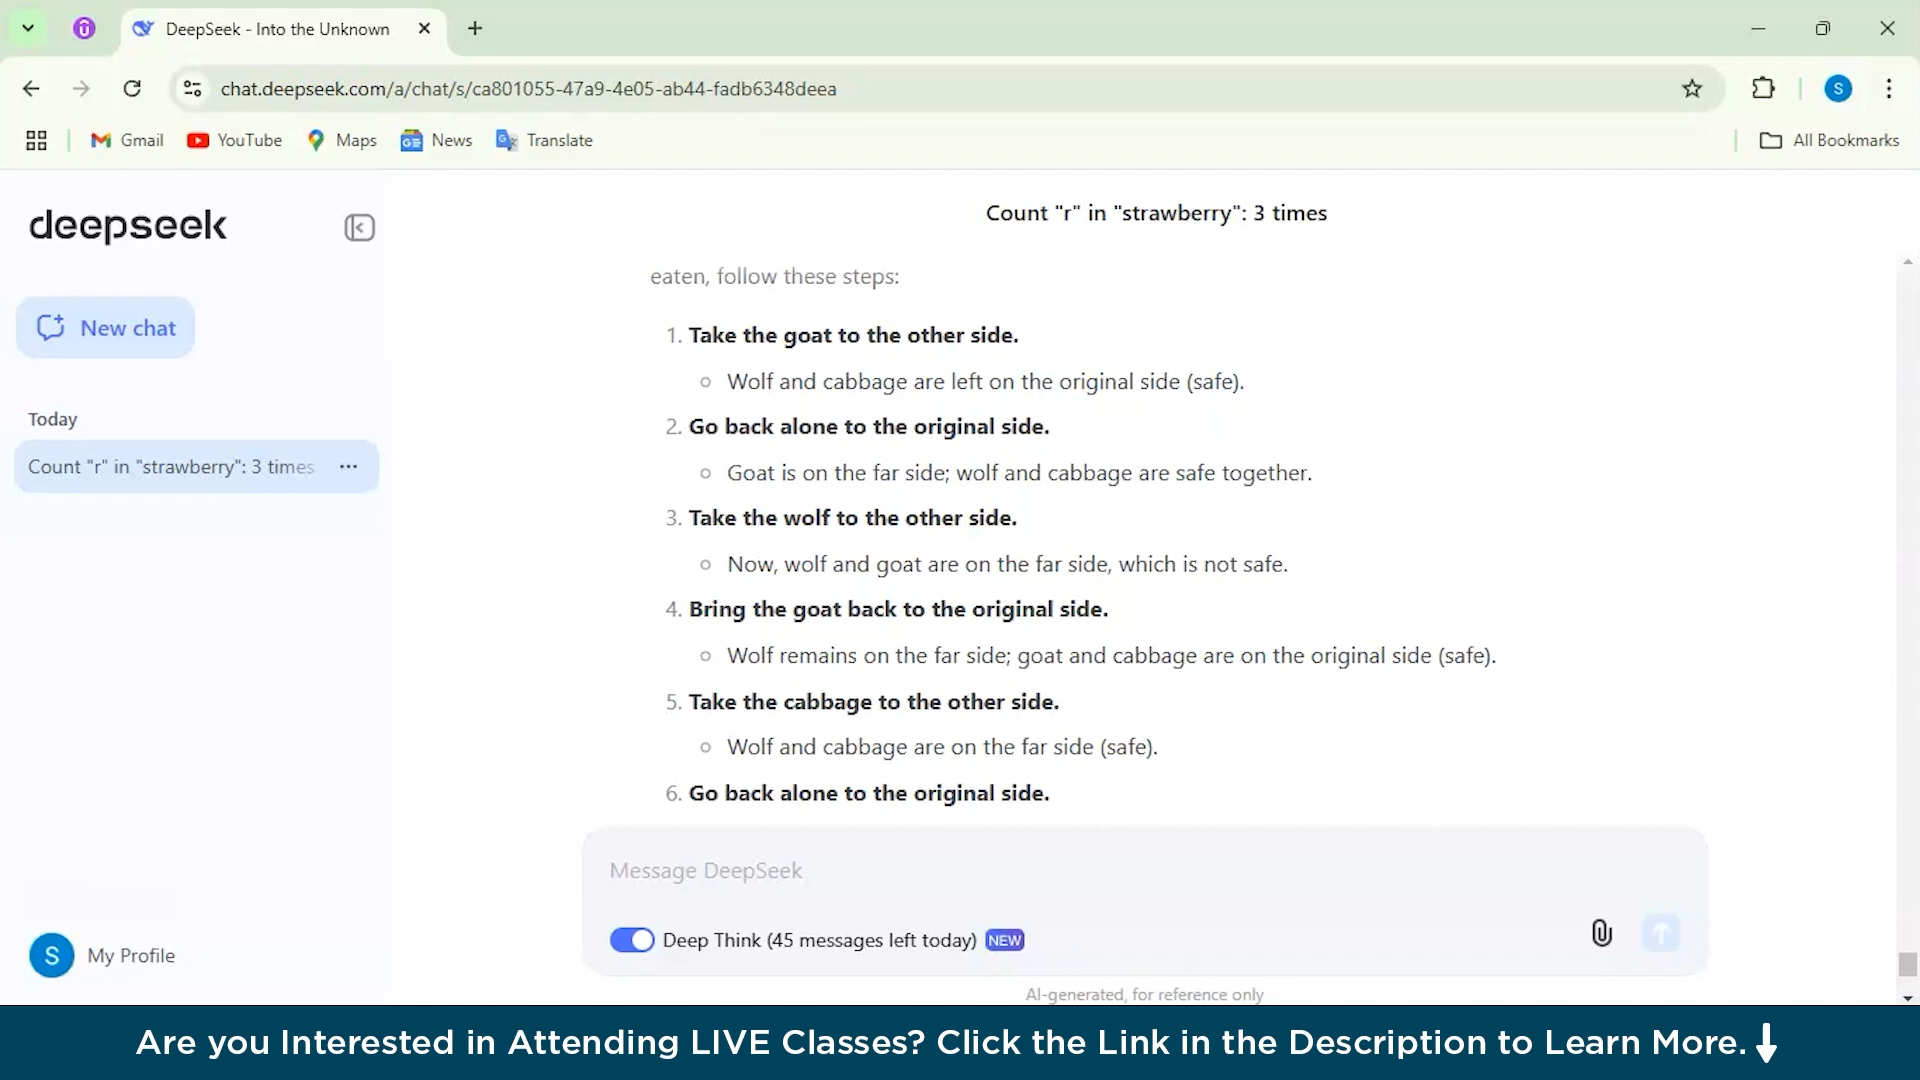 DeepSeek - Into the Unknown
chat.deepseek.com/a/chat/s/ca801055-47a9-4e05-ab44-fadb6348deea
S
Gmail
YouTube
Maps
GE
News
Translate
All Bookmarks
deepseek
New chat
Today
Count "r" in "strawberry": 3 times
S
My Profile
Count "r" in "strawberry": 3 times
eaten, follow these steps:
1. Take the goat to the other side.
Wolf and cabbage are left on the original side (safe).
2. Go back alone to the original side.
Goat is on the far side; wolf and cabbage are safe together.
3. Take the wolf to the other side.
Now, wolf and goat are on the far side, which is not safe.
4. Bring the goat back to the original side.
Wolf remains on the far side; goat and cabbage are on the original side (safe).
5. Take the cabbage to the other side.
Wolf and cabbage are on the far side (safe).
6. Go back alone to the original side.
Message DeepSeek
Deep Think (45 messages left today) NEW
AI-generated, for reference only
Are you Interested in Attending LIVE Classes? Click the Link in the Description to Learn More.